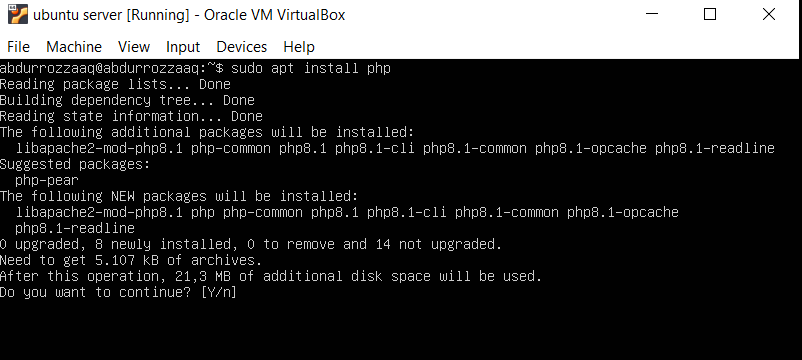 ubuntu server [Running] - Oracle VM VirtualBox
File Machine View Input Devices Help
abdurrozzaaq@abdurrozzaaq:~$ sudo apt install php
Reading package lists... Done
Building dependency tree... Done
Reading state information... Done
The following additional packages will be installed:
  libapache2-mod-php8.1 php-common php8.1 php8.1-cli php8.1-common php8.1-opcache php8.1-readline
Suggested packages:
  php-pear
The following NEW packages will be installed:
  libapache2-mod-php8.1 php php-common php8.1 php8.1-cli php8.1-common php8.1-opcache
  php8.1-readline
0 upgraded, 8 newly installed, 0 to remove and 14 not upgraded.
Need to get 5.107 kB of archives.
After this operation, 21,3 MB of additional disk space will be used.
Do you want to continue? [Y/n]